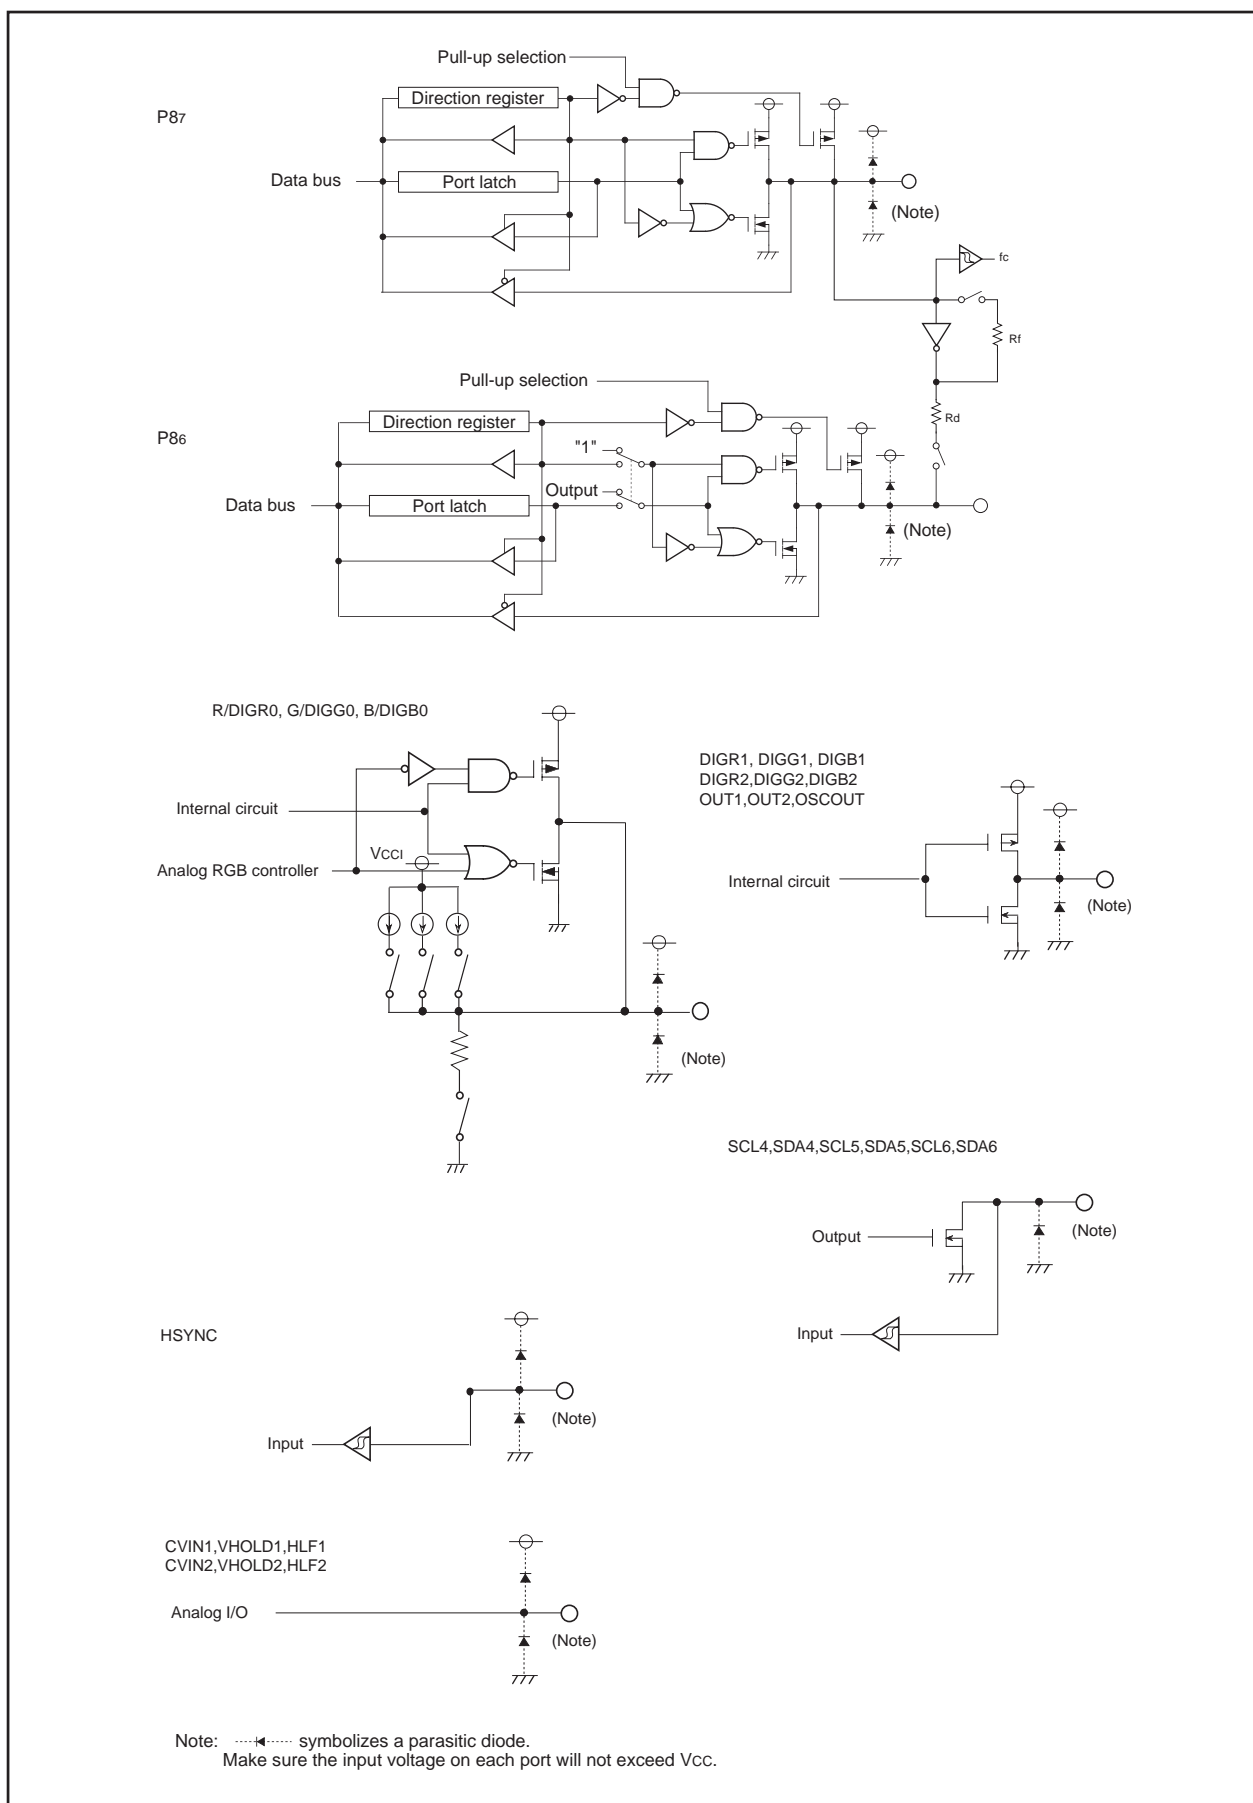 Pull-up selection
Direction register
P87
Data bus
Port latch
(Note)
fc
Rf
Pull-up selection
Rd
Direction register
P86
"1"
Output
Data bus
Port latch
(Note)
R/DIGR0, G/DIGG0, B/DIGB0
DIGR1, DIGG1, DIGB1
DIGR2,DIGG2,DIGB2
OUT1,OUT2,OSCOUT
Internal circuit
VCCI
Analog RGB controller
Internal circuit
(Note)
(Note)
SCL4,SDA4,SCL5,SDA5,SCL6,SDA6
Output
(Note)
HSYNC
Input
(Note)
Input
CVIN1,VHOLD1,HLF1
CVIN2,VHOLD2,HLF2
Analog I/O
(Note)
Note: symbolizes a parasitic diode.
Make sure the input voltage on each port will not exceed VCC.